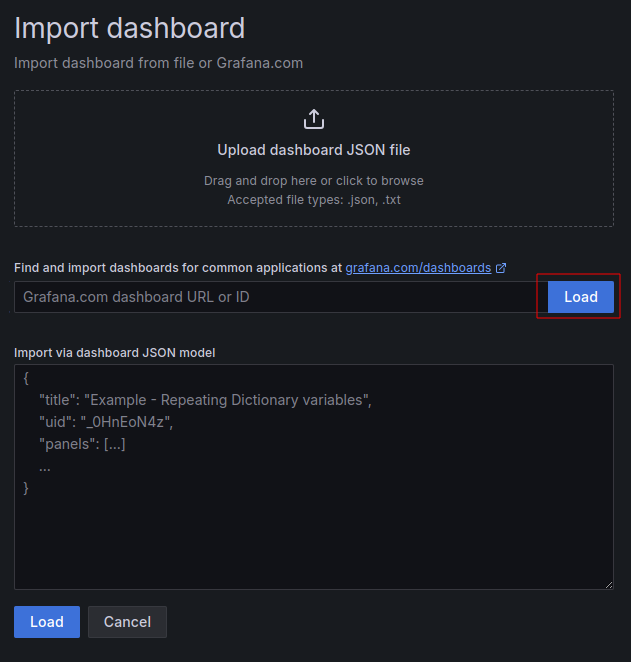 Import dashboard
Import dashboard from file or Grafana.com
Upload dashboard JSON file
Drag and drop here or click to browse
Accepted file types: .json, .txt
Find and import dashboards for common applications at grafana.com/dashboards
Grafana.com dashboard URL or ID
Load
Import via dashboard JSON model
{
"title": "Example - Repeating Dictionary variables",
"uid": "_0HnEoN4z",
"panels": [...]
...
}
Load
Cancel